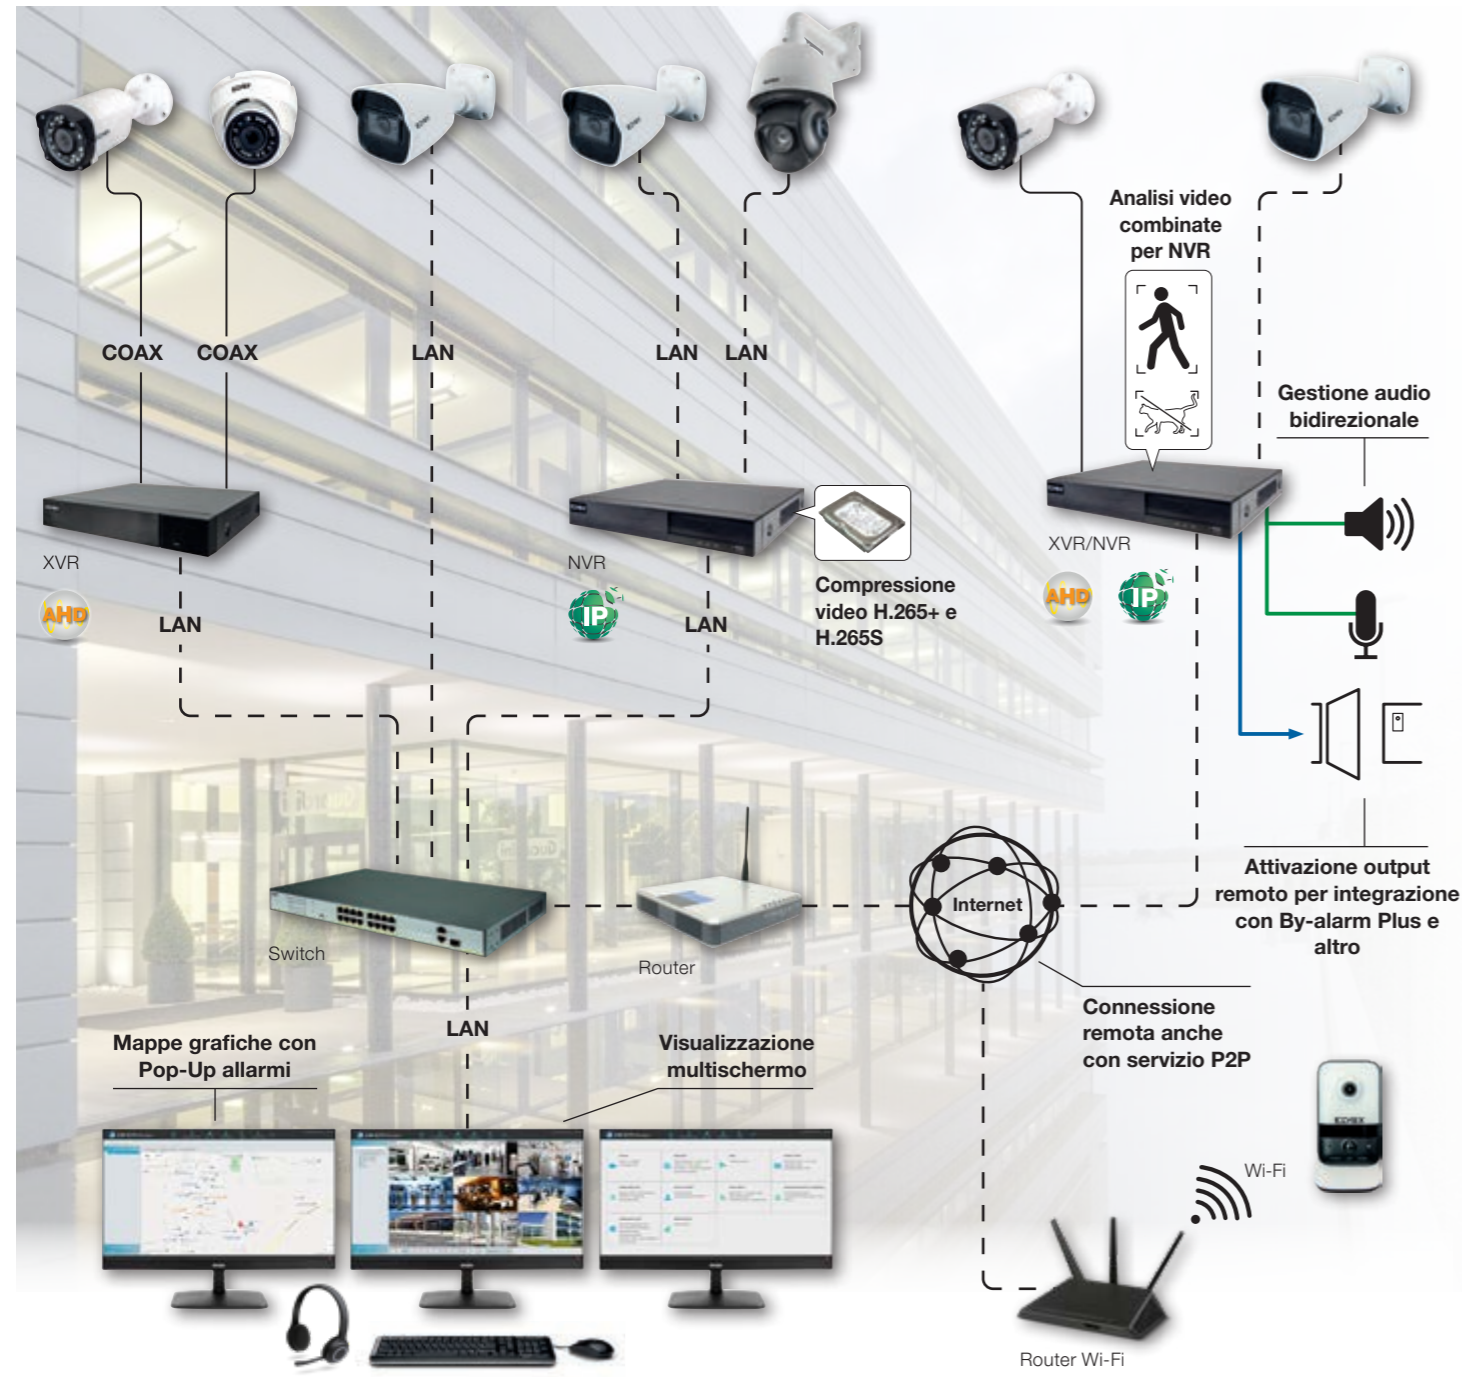 Analisi video
combinate
per NVR
COAX
COAX
LAN
LAN
LAN
Gestione audio
bidirezionale
XVR
AHD
LAN
NVR
IP
LAN
Compressione
video H.265+ e
H.265S
XVR/NVR
AHD
IP
Switch
Router
Internet
Attivazione output
remoto per integrazione
con By-alarm Plus e
altro
LAN
Mappe grafiche con
Pop-Up allarmi
Visualizzazione
multischermo
Connessione
remota anche
con servizio P2P
Wi-Fi
Router Wi-Fi